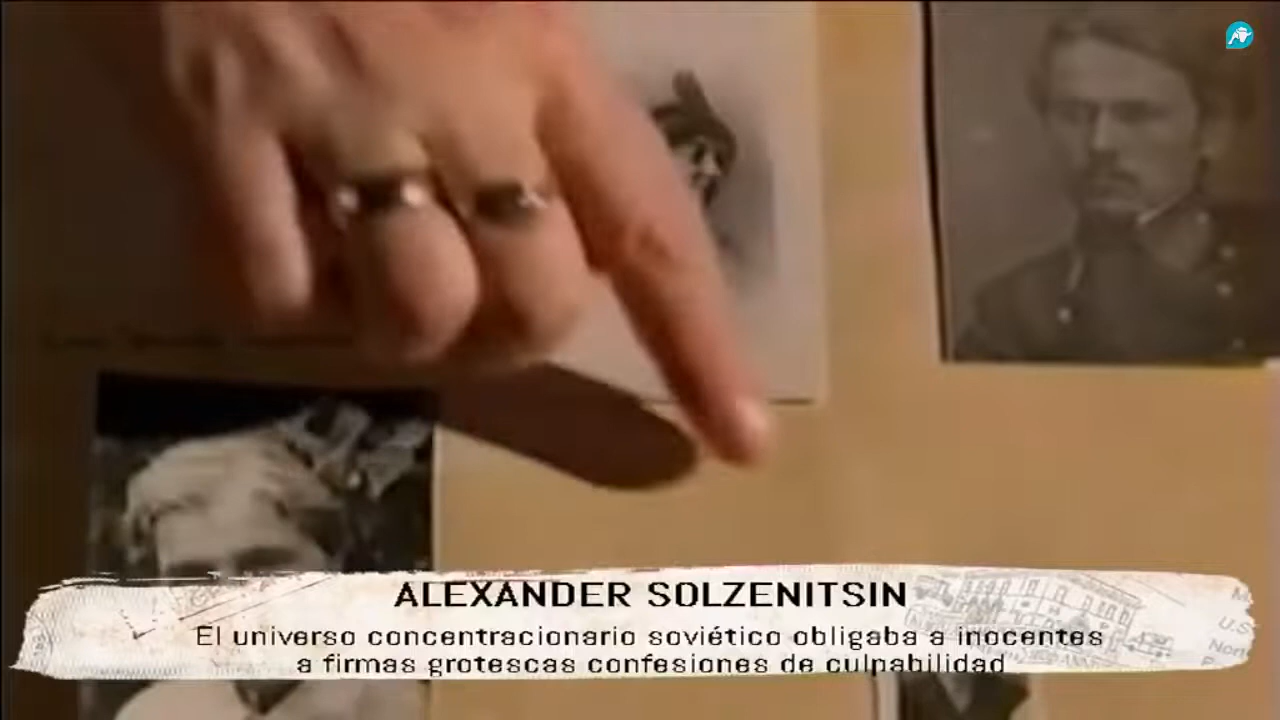 ALEXANDER SOLZENITSIN
El universo concentracionario soviético obligaba a inocentes
a firmas grotescas confesiones de culpabilidad